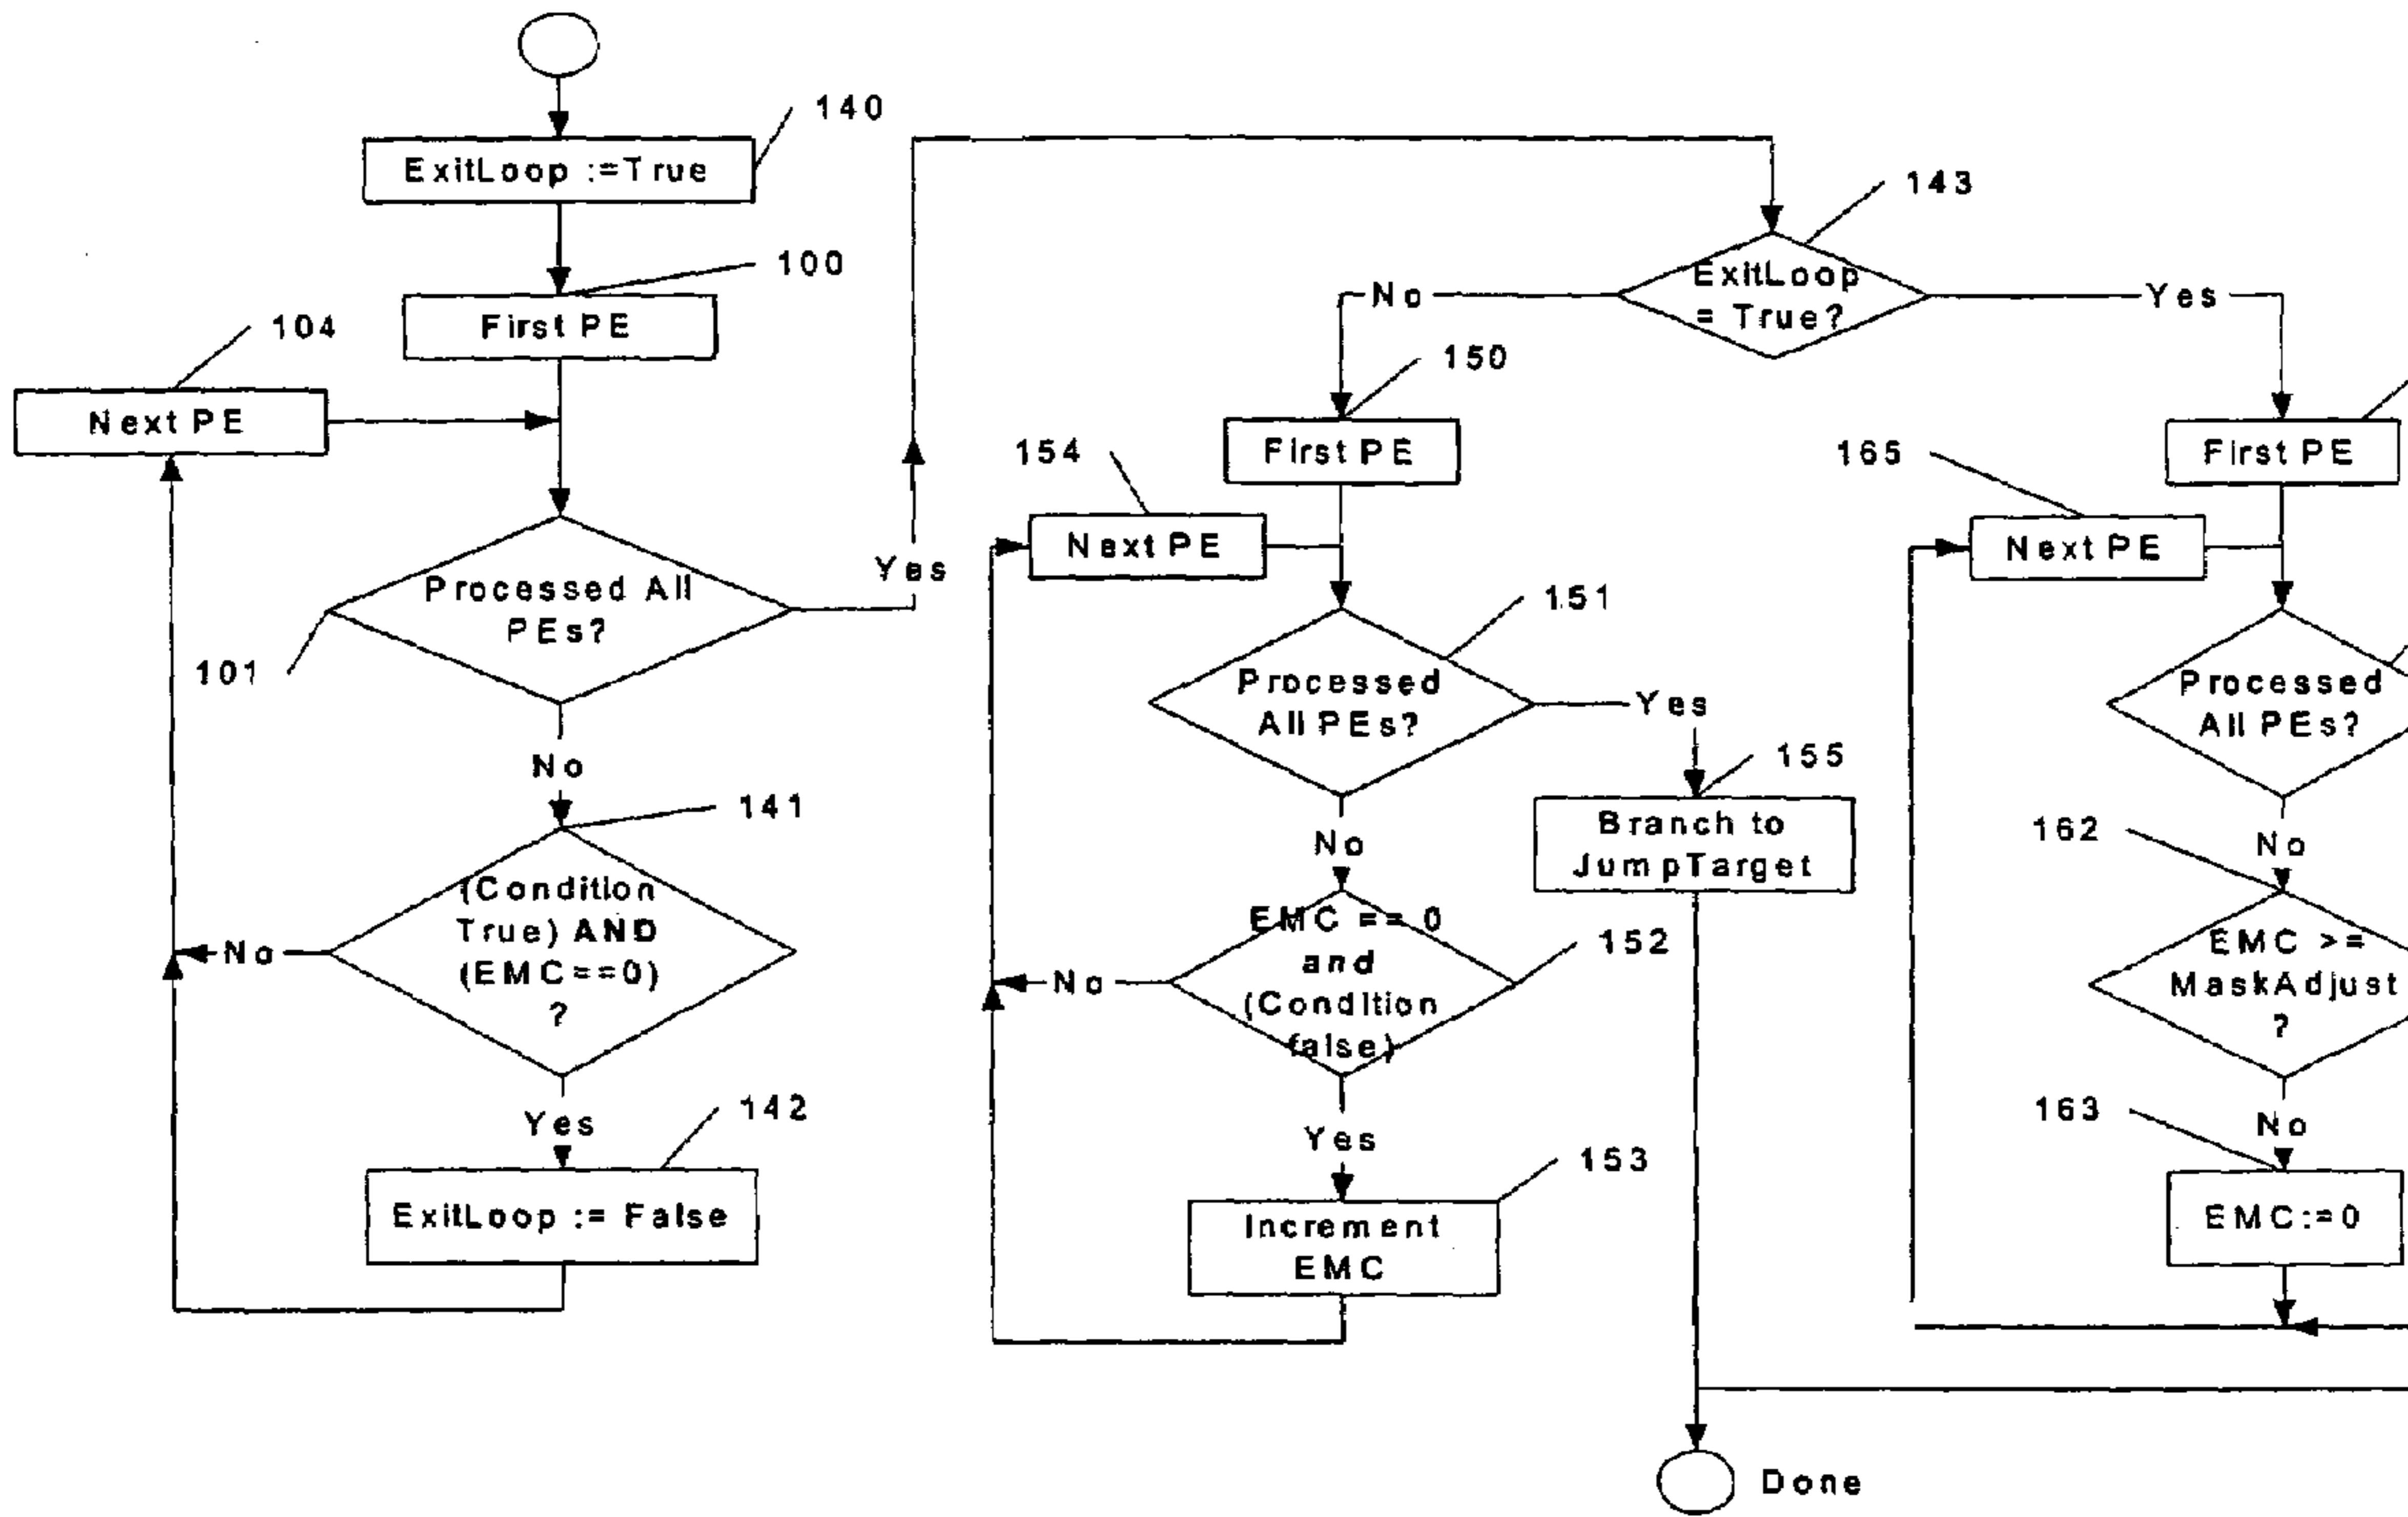 140
ExitLoop :=True
100
First PE
104
Next PE
Processed All
PEs?
101
Yes
No
141
(Condition
True) AND
(EMC==0)
?
No
Yes
142
ExitLoop := False
143
ExitLoop
= True?
No
Yes
150
First PE
154
Next PE
151
Processed
All PEs?
Yes
155
Branch to
JumpTarget
No
EMC == 0
and
(Condition
false)
152
No
Yes
153
Increment
EMC
First PE
165
Next PE
Processed
All PEs?
No
162
EMC >=
MaskAdjust
?
No
163
EMC:=0
Done